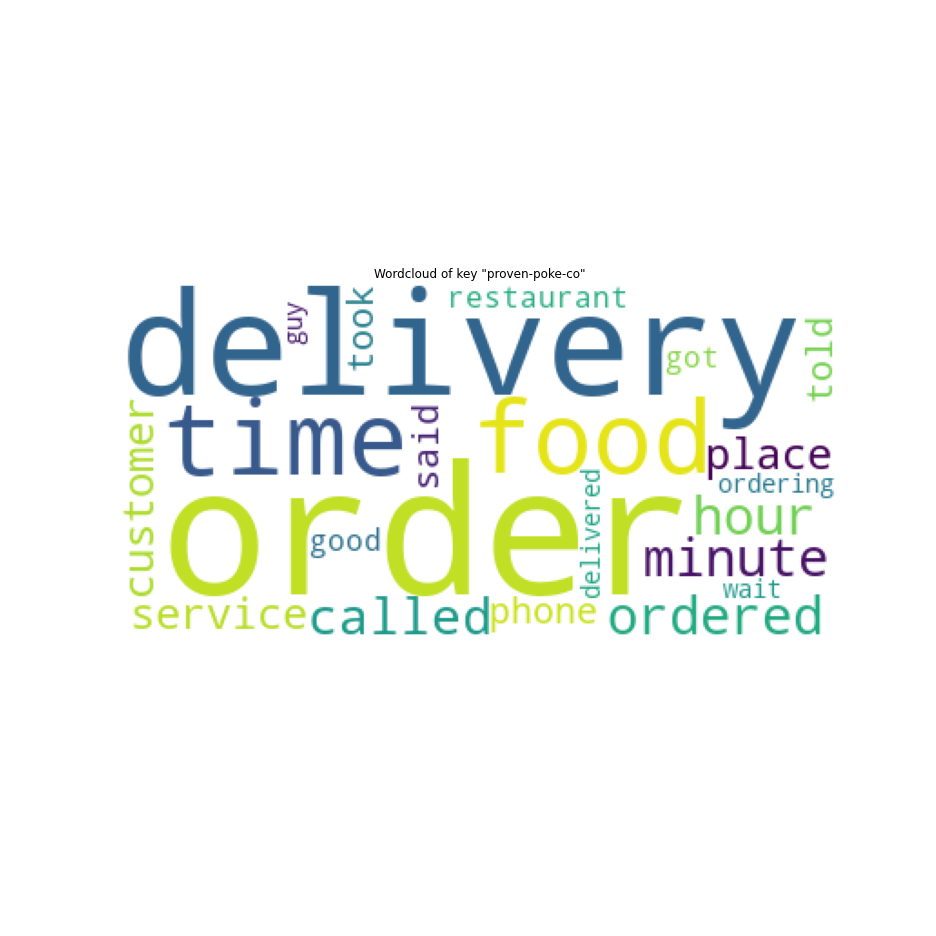 Wordcloud of key "proven-poke-co"
delivery
guy
took
restaurant
got
told
customer
time
said
food
place
ordering
order
good
delivered
hour
minute
wait
service
called
phone
ordered